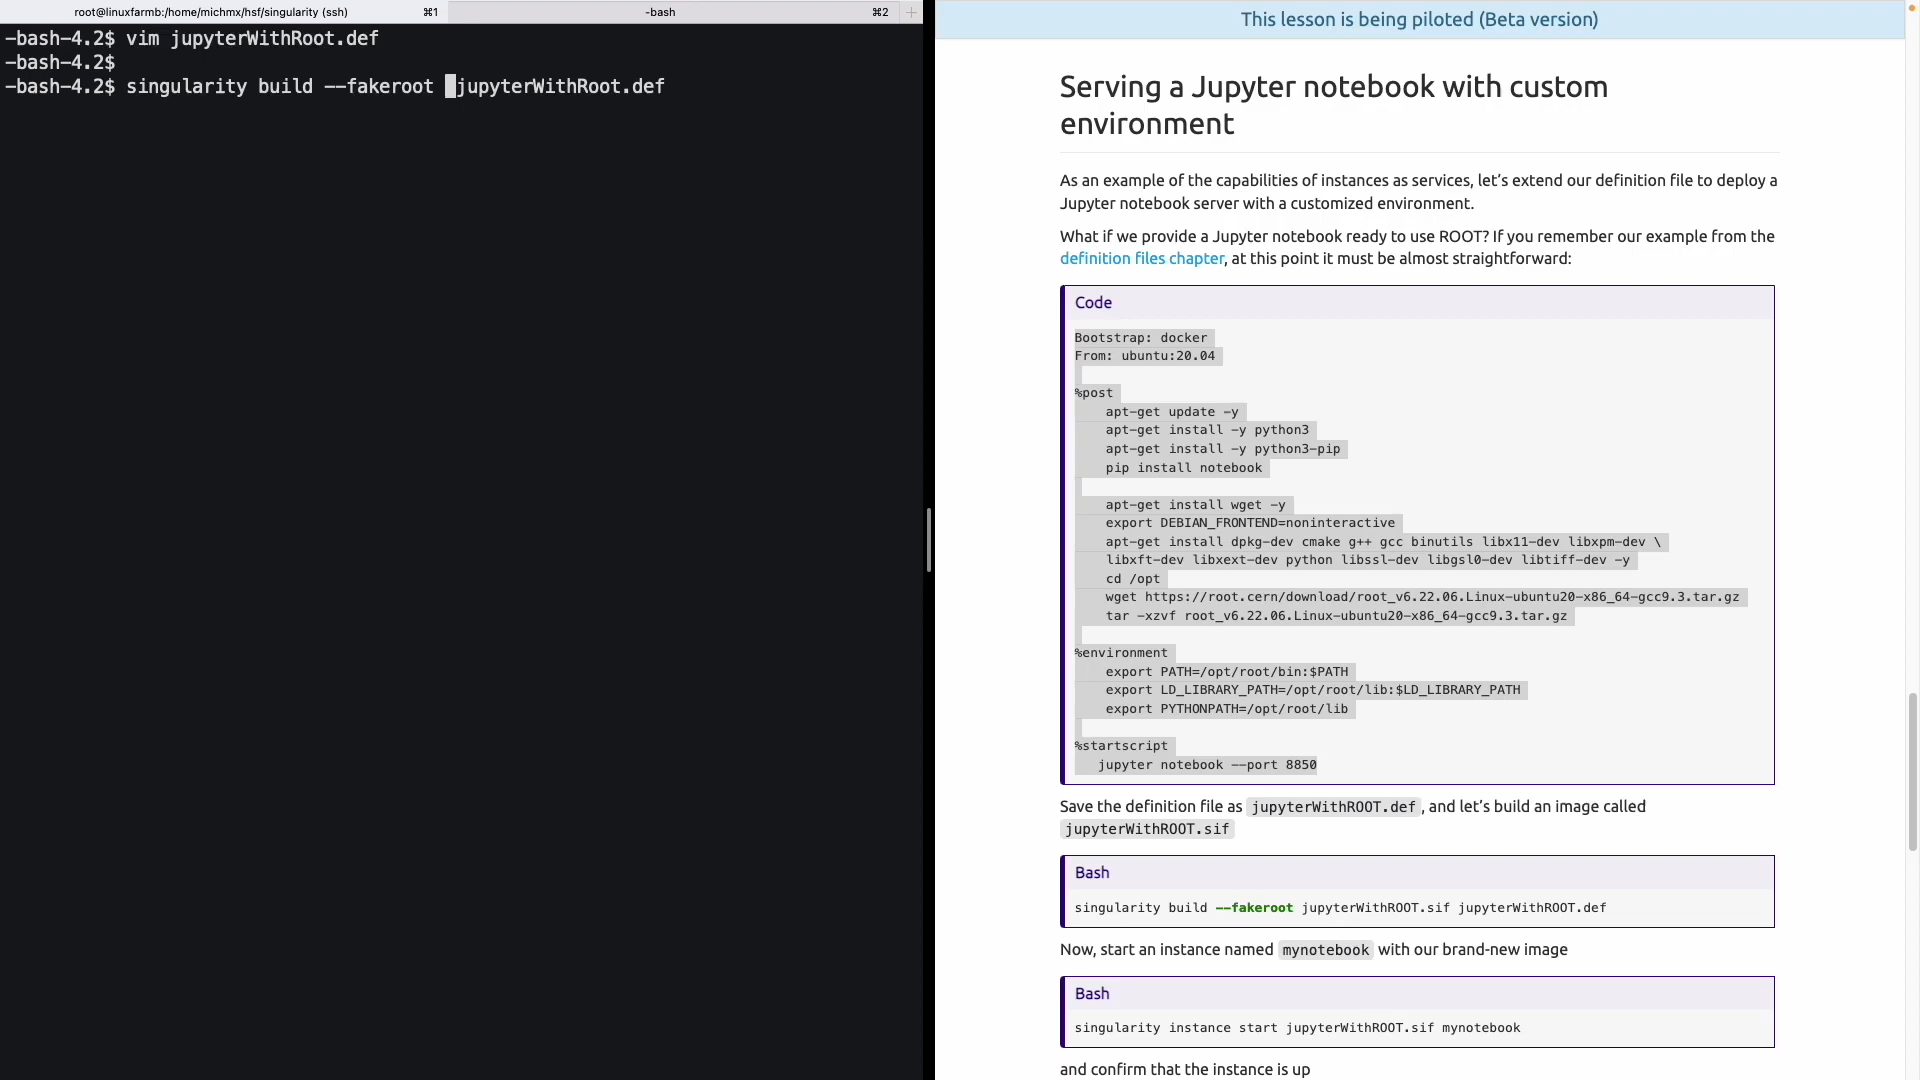 root@linuxfarmb:/home/michmx/hsf/singularity (ssh) ⌘1 -bash ⌘2 +
-bash-4.2$ vim jupyterWithRoot.def
-bash-4.2$
-bash-4.2$ singularity build --fakeroot jupyterWithRoot.def
This lesson is being piloted (Beta version)
Serving a Jupyter notebook with custom
environment
As an example of the capabilities of instances as services, let’s extend our definition file to deploy a
Jupyter notebook server with a customized environment.
What if we provide a Jupyter notebook ready to use ROOT? If you remember our example from the
definition files chapter, at this point it must be almost straightforward:
Code
Bootstrap: docker
From: ubuntu:20.04
%post
apt-get update -y
apt-get install -y python3
apt-get install -y python3-pip
pip install notebook
apt-get install wget -y
export DEBIAN_FRONTEND=noninteractive
apt-get install dpkg-dev cmake g++ gcc binutils libx11-dev libxpm-dev \
libxft-dev libxext-dev python libssl-dev libgsl0-dev libtiff-dev -y
cd /opt
wget https://root.cern/download/root_v6.22.06.Linux-ubuntu20-x86_64-gcc9.3.tar.gz
tar -xzvf root_v6.22.06.Linux-ubuntu20-x86_64-gcc9.3.tar.gz
%environment
export PATH=/opt/root/bin:$PATH
export LD_LIBRARY_PATH=/opt/root/lib:$LD_LIBRARY_PATH
export PYTHONPATH=/opt/root/lib
%startscript
jupyter notebook --port 8850
Save the definition file as jupyterWithROOT.def, and let’s build an image called
jupyterWithROOT.sif
Bash
singularity build --fakeroot jupyterWithROOT.sif jupyterWithROOT.def
Now, start an instance named mynotebook with our brand-new image
Bash
singularity instance start jupyterWithROOT.sif mynotebook
and confirm that the instance is up